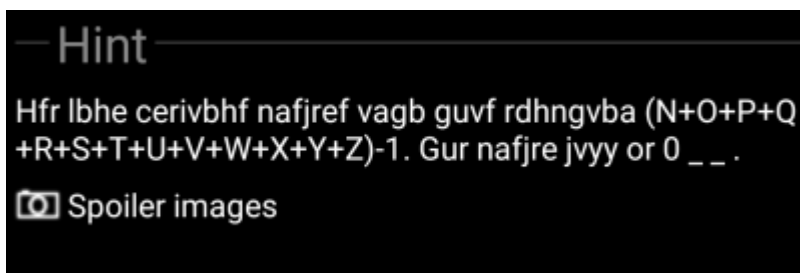 Hint
Hfr lbhe cerivbhf nafjref vagb guvf rdhngvba (N+O+P+Q
+R+S+T+U+V+W+X+Y+Z)-1. Gur nafjre jvyy or 0 _ _ .
Spoiler images